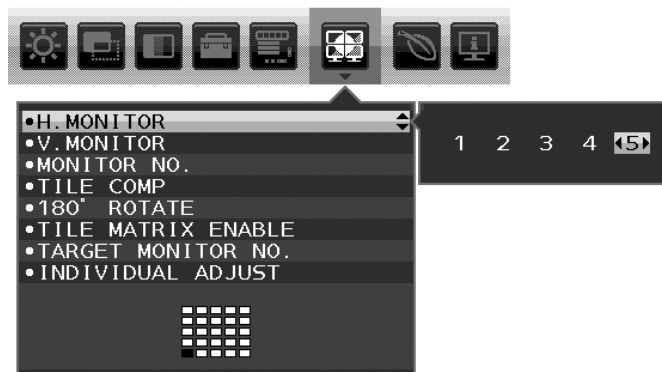 •H.MONITOR
1 2 3 4 5
•V.MONITOR
•MONITOR NO.
•TILE COMP
•180° ROTATE
•TILE MATRIX ENABLE
•TARGET MONITOR NO.
•INDIVIDUAL ADJUST